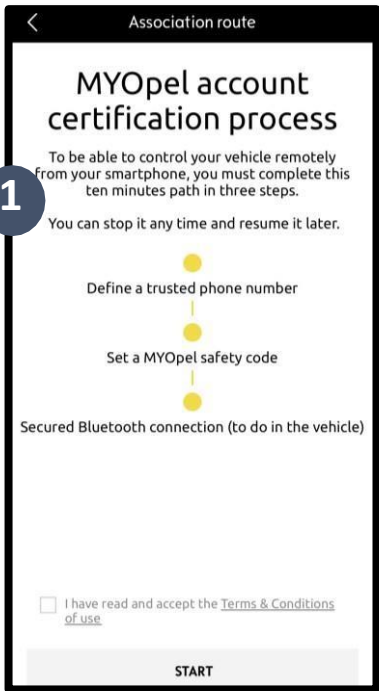 Association route
MYOpel account
certification process
To be able to control your vehicle remotely
from your smartphone, you must complete this
ten minutes path in three steps.
1
You can stop it any time and resume it later.
Define a trusted phone number
Set a MYOpel safety code
Secured Bluetooth connection (to do in the vehicle)
I have read and accept the Terms & Conditions
of use
START